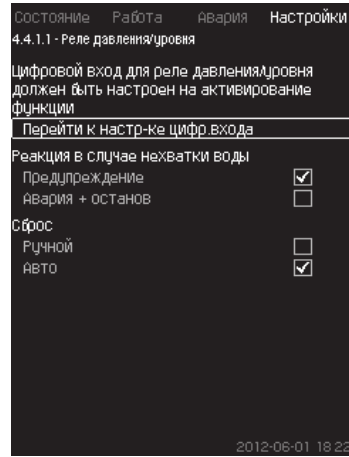 Состояние Работа Авария Настройки
4.4.1.1 - Реле давления/уровня
Цифровой вход для реле давления/уровня
должен быть настроен на активирование
функции
Перейти к настр-ке цифр.входа
Реакция в случае нехватки воды
Предупреждение
Авария + останов
Сброс
Ручной
Авто
2012-06-01 18:22